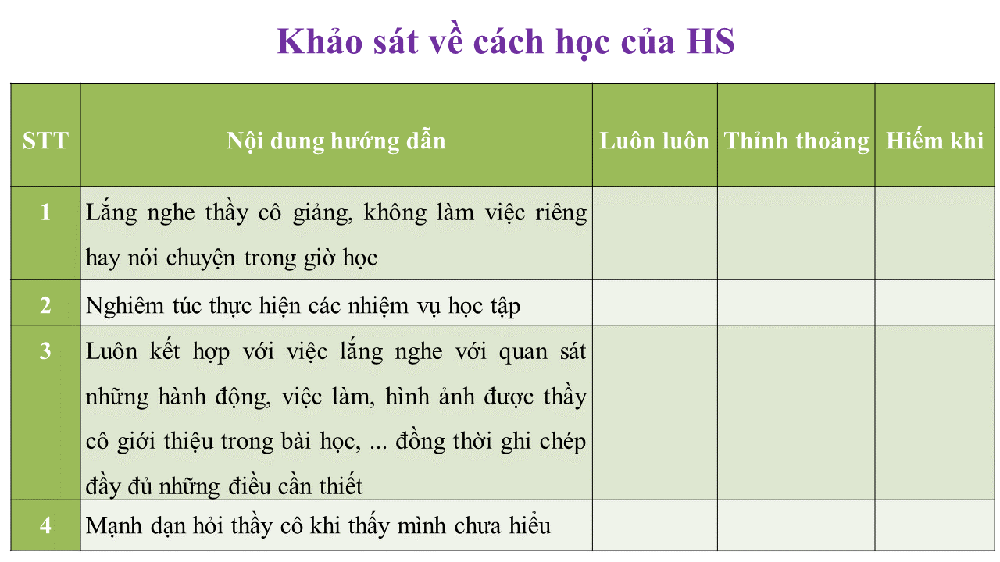 Khảo sát về cách học của HS
STT Nội dung hướng dẫn Luôn luôn Thỉnh thoảng Hiếm khi
1 Lắng nghe thầy cô giảng, không làm việc riêng
hay nói chuyện trong giờ học
2 Nghiêm túc thực hiện các nhiệm vụ học tập
3 Luôn kết hợp với việc lắng nghe với quan sát
những hành động, việc làm, hình ảnh được thầy
cô giới thiệu trong bài học, ... đồng thời ghi chép
đầy đủ những điều cần thiết
4 Mạnh dạn hỏi thầy cô khi thấy mình chưa hiểu